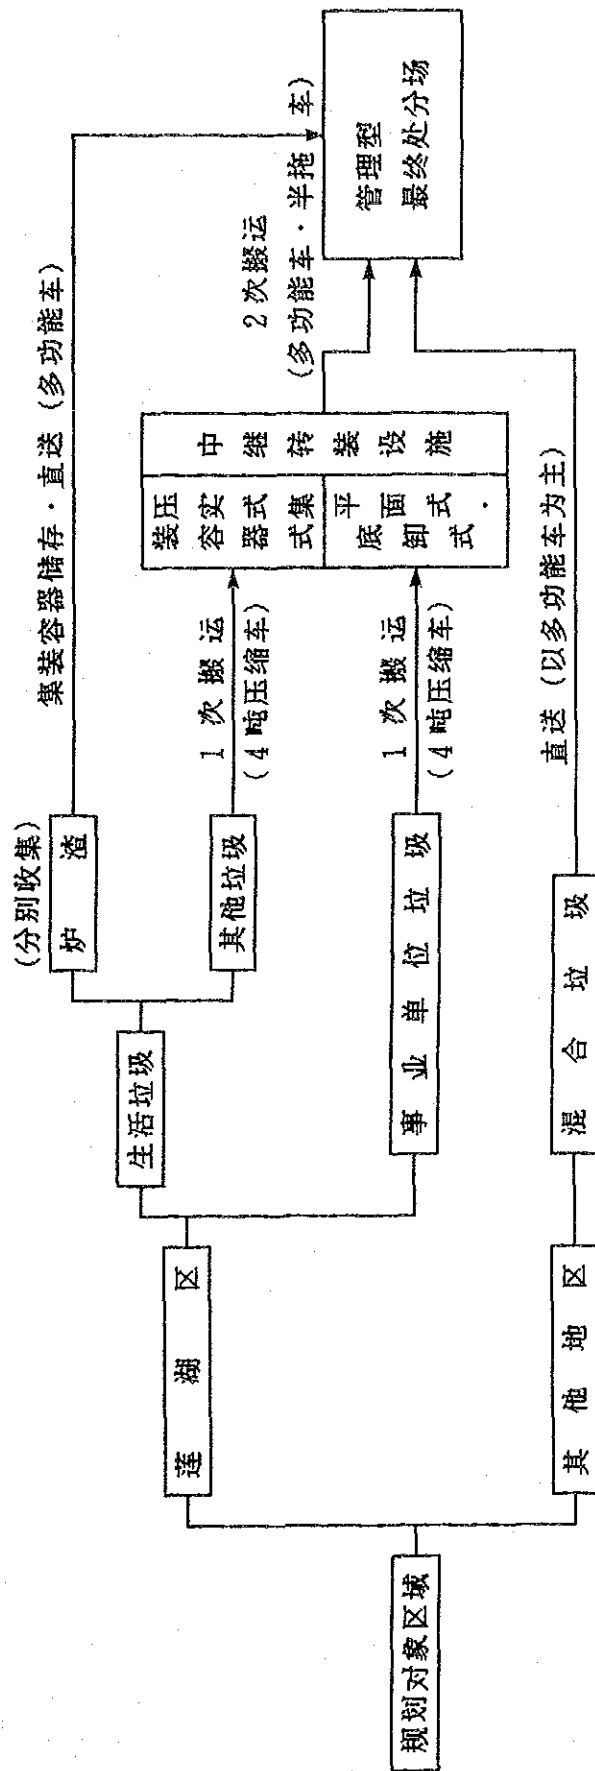 规划对象区域
莲湖区
其他地区
生活垃圾
事业单位垃圾
混合垃圾
(分别收集)
炉渣
其他垃圾
集装容器储存·直送(多功能车)
1次搬运
(4吨压缩车)
1次搬运
(4吨压缩车)
直送(以多功能车为主)
压实式集
装容器式
平面式·
底卸式
中继转装设施
2次搬运
(多功能车·半拖车)
管理型
最终处分场